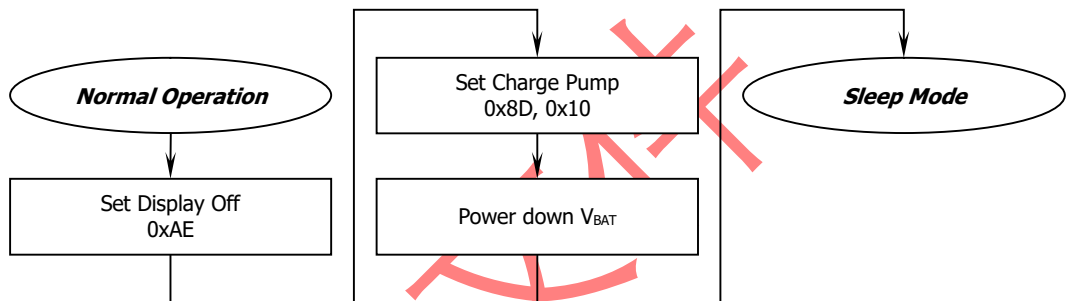 Normal Operation
Set Display Off
0xAE
Set Charge Pump
0x8D, 0x10
Power down VBAT
Sleep Mode